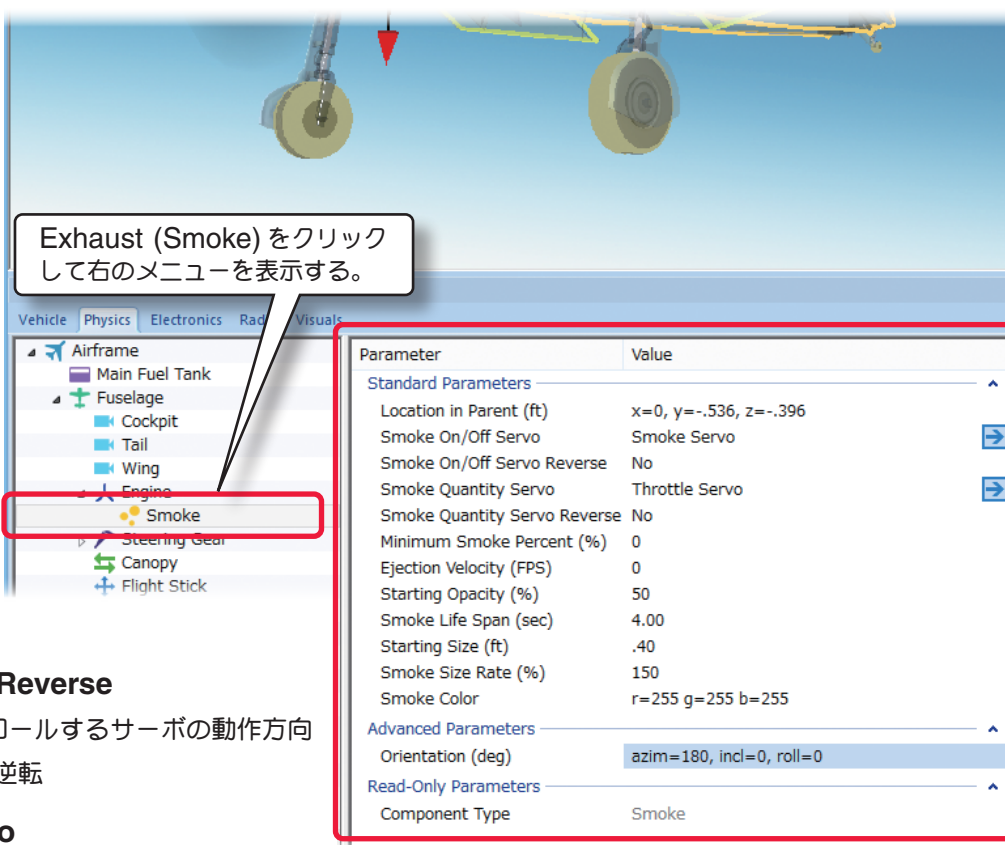 Exhaust (Smoke) をクリック
して右のメニューを表示する。
Vehicle Physics Electronics Visuals
Airframe
Main Fuel Tank
Fuselage
Cockpit
Tail
Wing
Engine
Smoke
Steering Gear
Canopy
Flight Stick
Parameter Value
Standard Parameters
Location in Parent (ft) x=0, y=-.536, z=-.396
Smoke On/Off Servo Smoke Servo
Smoke On/Off Servo Reverse No
Smoke Quantity Servo Throttle Servo
Smoke Quantity Servo Reverse No
Minimum Smoke Percent (%) 0
Ejection Velocity (FPS) 0
Starting Opacity (%) 50
Smoke Life Span (sec) 4.00
Starting Size (ft) .40
Smoke Size Rate (%) 150
Smoke Color r=255 g=255 b=255
Advanced Parameters
Orientation (deg) azim=180, incl=0, roll=0
Read-Only Parameters
Component Type Smoke
Reverse
ロールするサーボの動作方向
逆転
o